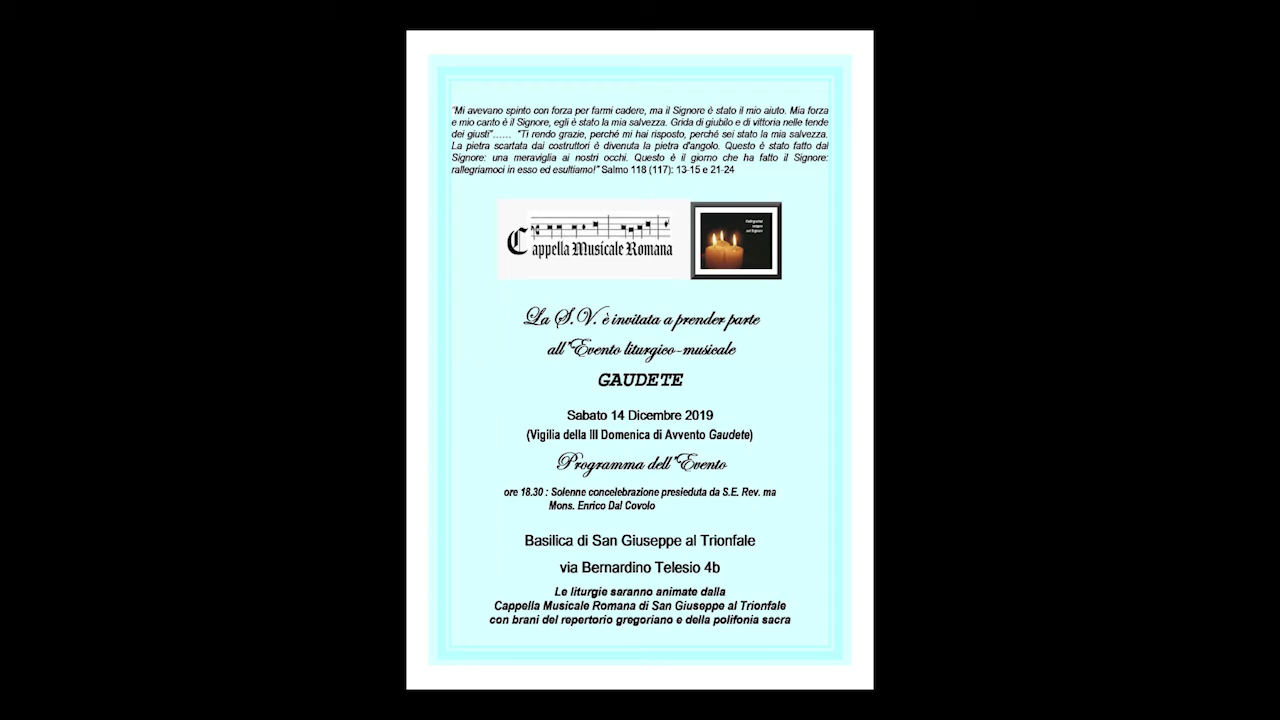 "Mi avevano spinto con forza per farmi cadere, ma il Signore è stato il mio aiuto. Mia forza
e mio canto è il Signore, egli è stato la mia salvezza. Grida di giubilo e di vittoria nelle tende
dei giusti"...... "Ti rendo grazie, perché mi hai risposto, perché sei stato la mia salvezza.
La pietra scartata dai costruttori è divenuta la pietra d'angolo. Questo è stato fatto dal
Signore: una meraviglia ai nostri occhi. Questo è il giorno che ha fatto il Signore:
rallegriamoci in esso ed esultiamo!" Salmo 118 (117): 13-15 e 21-24
Cappella Musicale Romana
La S.V. è invitata a prender parte
all'Evento liturgico-musicale
GAUDETE
Sabato 14 Dicembre 2019
(Vigilia della III Domenica di Avvento Gaudete)
Programma dell'Evento
ore 18.30 : Solenne concelebrazione presieduta da S.E. Rev. ma
Mons. Enrico Dal Covolo
Basilica di San Giuseppe al Trionfale
via Bernardino Telesio 4b
Le liturgie saranno animate dalla
Cappella Musicale Romana di San Giuseppe al Trionfale
con brani del repertorio gregoriano e della polifonia sacra